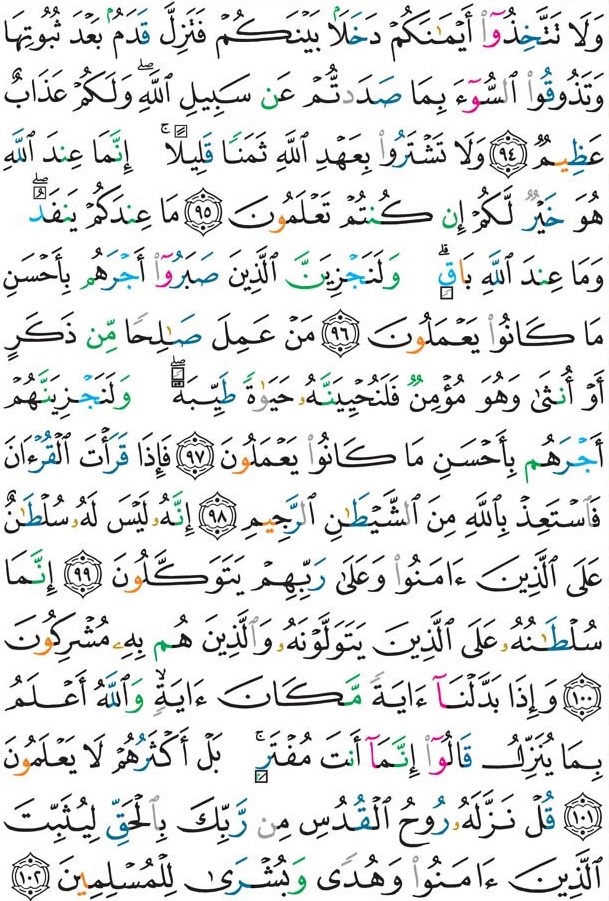 وَلَا تَتَّخِذُوٓا۟ أَيْمَـٰنَكُمْ دَخَلًۢا بَيْنَكُمْ فَتَزِلَّ قَدَمٌۢ بَعْدَ ثُبُوتِهَا
وَتَذُوقُوا۟ ٱلسُّوٓءَ بِمَا صَدَدتُّمْ عَن سَبِيلِ ٱللَّهِ ۖ وَلَكُمْ عَذَابٌ
عَظِيمٌ ٩٤ وَلَا تَشْتَرُوا۟ بِعَهْدِ ٱللَّهِ ثَمَنًا قَلِيلًا ۚ إِنَّمَا عِندَ ٱللَّهِ
هُوَ خَيْرٌ لَّكُمْ إِن كُنتُمْ تَعْلَمُونَ ٩٥ مَا عِندَكُمْ يَنفَدُ ۖ
وَمَا عِندَ ٱللَّهِ بَاقٍ ۗ وَلَنَجْزِيَنَّ ٱلَّذِينَ صَبَرُوٓا۟ أَجْرَهُم بِأَحْسَنِ
مَا كَانُوا۟ يَعْمَلُونَ ٩٦ مَنْ عَمِلَ صَـٰلِحًا مِّن ذَكَرٍ
أَوْ أُنثَىٰ وَهُوَ مُؤْمِنٌ فَلَنُحْيِيَنَّهُۥ حَيَوٰةً طَيِّبَةً ۖ وَلَنَجْزِيَنَّهُمْ
أَجْرَهُم بِأَحْسَنِ مَا كَانُوا۟ يَعْمَلُونَ ٩٧ فَإِذَا قَرَأْتَ ٱلْقُرْءَانَ
فَٱسْتَعِذْ بِٱللَّهِ مِنَ ٱلشَّيْطَـٰنِ ٱلرَّجِيمِ ٩٨ إِنَّهُۥ لَيْسَ لَهُۥ سُلْطَـٰنٌ
عَلَى ٱلَّذِينَ ءَامَنُوا۟ وَعَلَىٰ رَبِّهِمْ يَتَوَكَّلُونَ ٩٩ إِنَّمَا
سُلْطَـٰنُهُۥ عَلَى ٱلَّذِينَ يَتَوَلَّوْنَهُۥ وَٱلَّذِينَ هُم بِهِۦ مُشْرِكُونَ
١٠٠ وَإِذَا بَدَّلْنَآ ءَايَةً مَّكَانَ ءَايَةٍ ۙ وَٱللَّهُ أَعْلَمُ
بِمَا يُنَزِّلُ قَالُوٓا۟ إِنَّمَآ أَنتَ مُفْتَرٍۭ ۚ بَلْ أَكْثَرُهُمْ لَا يَعْلَمُونَ
١٠١ قُلْ نَزَّلَهُۥ رُوحُ ٱلْقُدُسِ مِن رَّبِّكَ بِٱلْحَقِّ لِيُثَبِّتَ
ٱلَّذِينَ ءَامَنُوا۟ وَهُدًى وَبُشْرَىٰ لِلْمُسْلِمِينَ ١٠٢